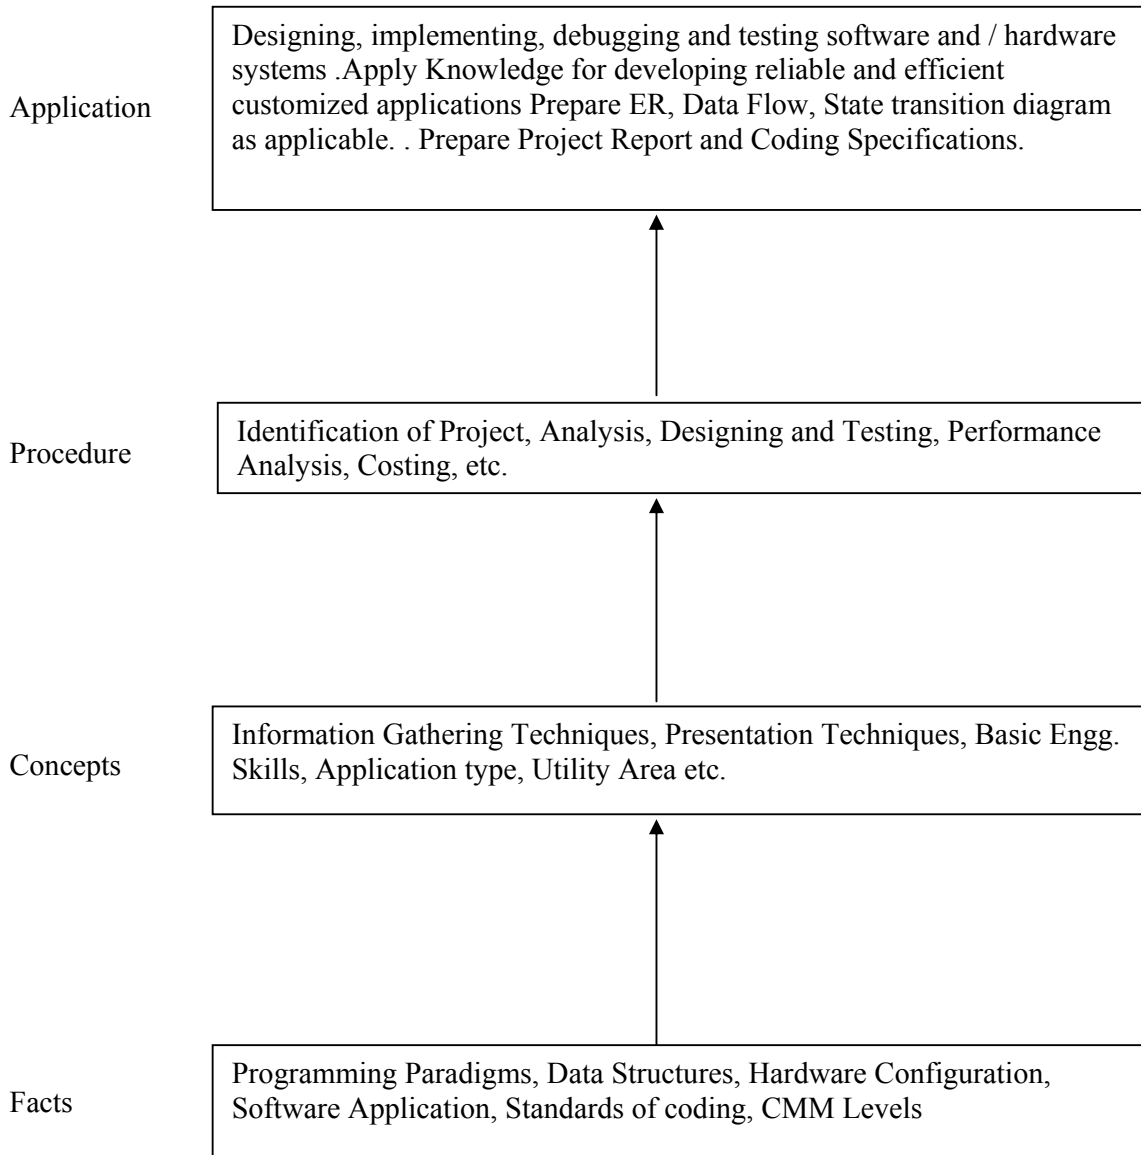 Application
Designing, implementing, debugging and testing software and / hardware
systems .Apply Knowledge for developing reliable and efficient
customized applications Prepare ER, Data Flow, State transition diagram
as applicable. . Prepare Project Report and Coding Specifications.
Procedure
Identification of Project, Analysis, Designing and Testing, Performance
Analysis, Costing, etc.
Concepts
Information Gathering Techniques, Presentation Techniques, Basic Engg.
Skills, Application type, Utility Area etc.
Facts
Programming Paradigms, Data Structures, Hardware Configuration,
Software Application, Standards of coding, CMM Levels